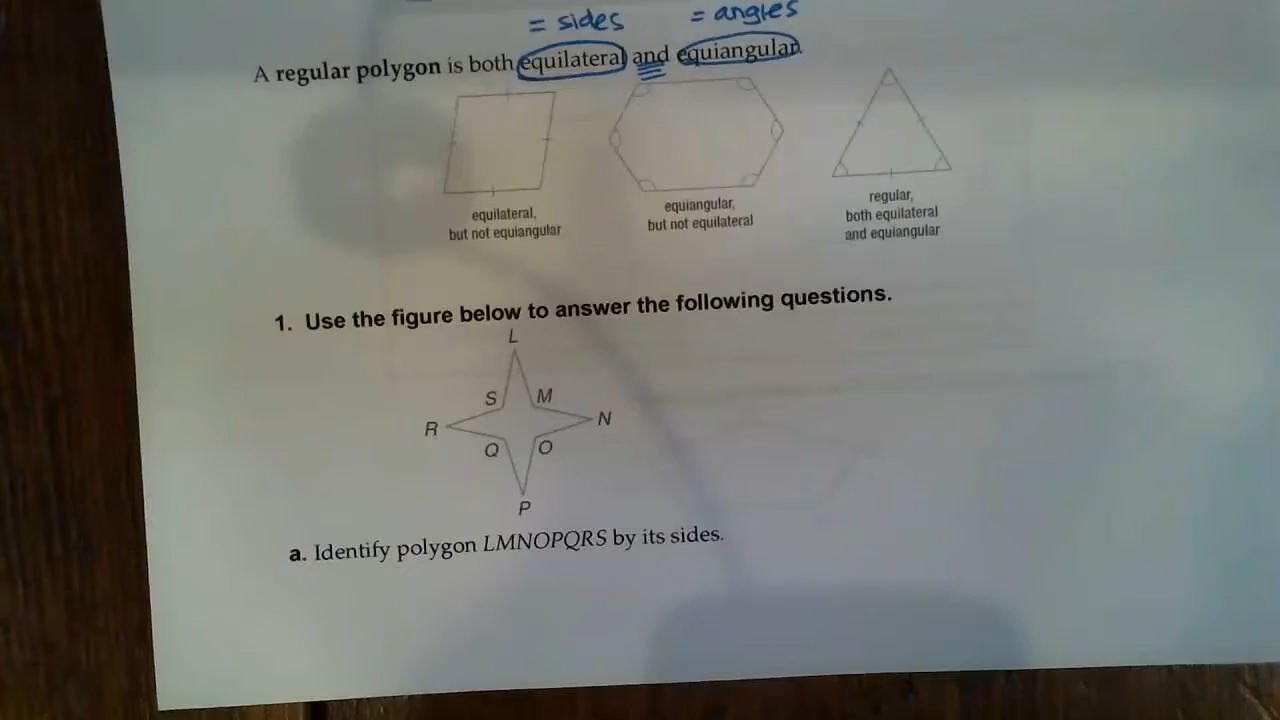 = sides = angles
A regular polygon is both equilateral and equiangular.
equilateral,
but not equiangular
equiangular,
but not equilateral
regular,
both equilateral
and equiangular
1. Use the figure below to answer the following questions.
L
S M
R N
Q O
P
a. Identify polygon LMNOPQRS by its sides.